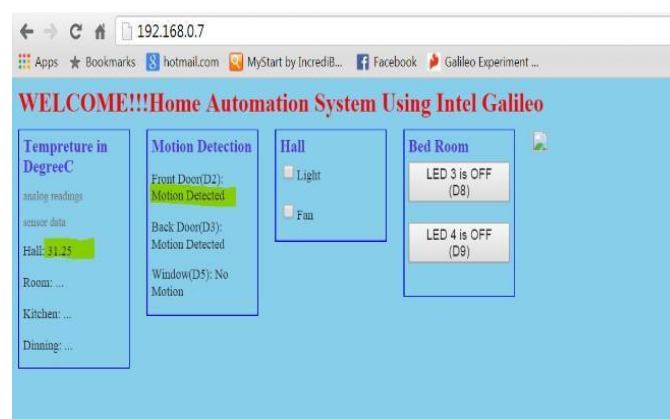 192.168.0.7
Apps Bookmarks hotmail.com MyStart by IncrediB... Facebook Galileo Experiment ...
WELCOME!!!Home Automation System Using Intel Galileo
Tempreture in
DegreeC
analog readings
sensor data
Hall: 31.25
Room: ...
Kitchen: ...
Dinning: ...
Motion Detection
Front Door(D2):
Motion Detected
Back Door(D3):
Motion Detected
Window(D5): No
Motion
Hall
Light
Fan
Bed Room
LED 3 is OFF
(D8)
LED 4 is OFF
(D9)